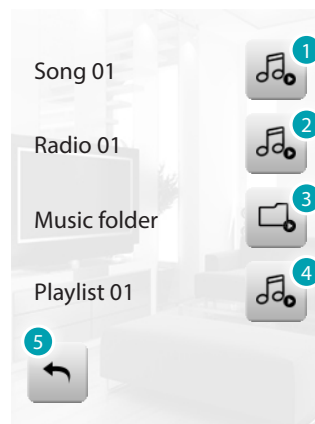 Song 01 1
Radio 01 2
Music folder 3
Playlist 01 4
5